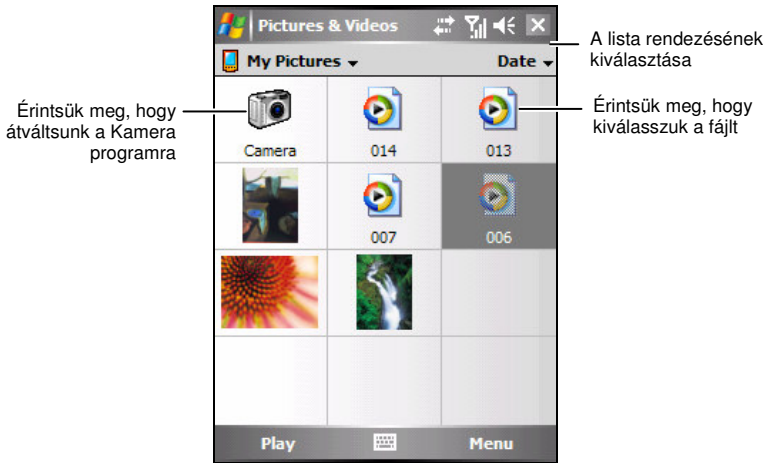 Pictures & Videos
My Pictures
Date
A lista rendezésének
kiválasztása
Érintsük meg, hogy
átváltsunk a Kamera
programra
Camera
014
013
Érintsük meg, hogy
kiválasszuk a fájlt
007
006
Play
Menu